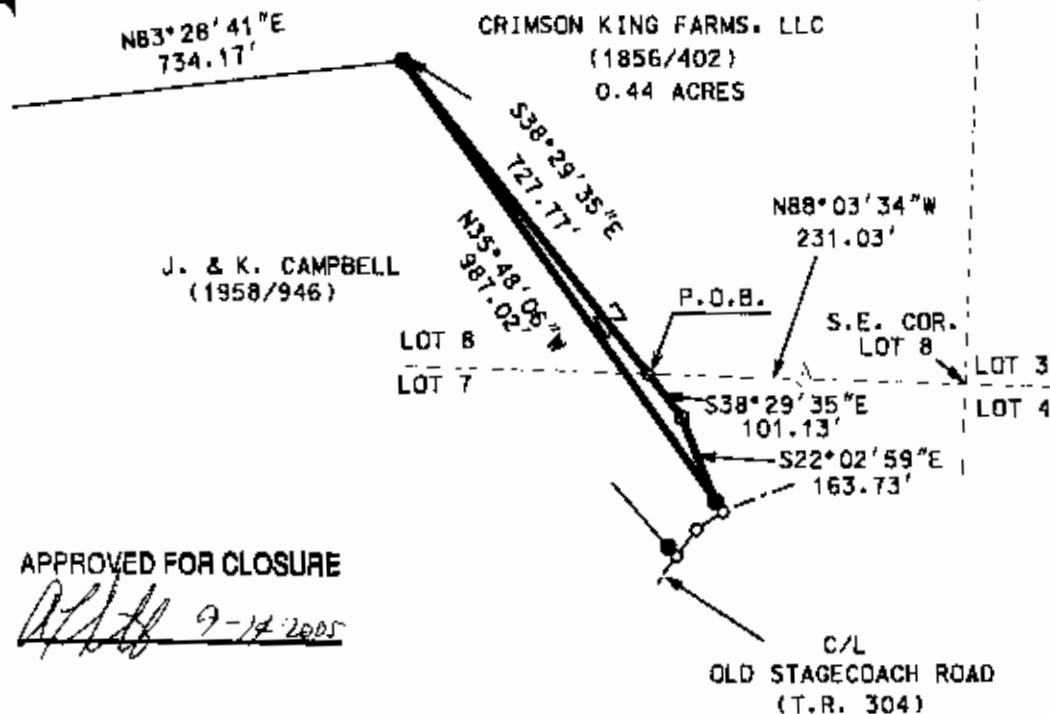 N83°28'41"E
734.17'
CRIMSON KING FARMS, LLC
(1856/402)
0.44 ACRES
S38°29'35"E
727.77'
N35°48'06"W
987.02'
N88°03'34"W
231.03'
J. & K. CAMPBELL
(1958/946)
P.O.B.
S.E. COR.
LOT 8
LOT 6
LOT 7
LOT 3
LOT 4
S38°29'35"E
101.13'
S22°02'59"E
163.73'
APPROVED FOR CLOSURE
9-14-2005
C/L
OLD STAGECOACH ROAD
(T.R. 304)